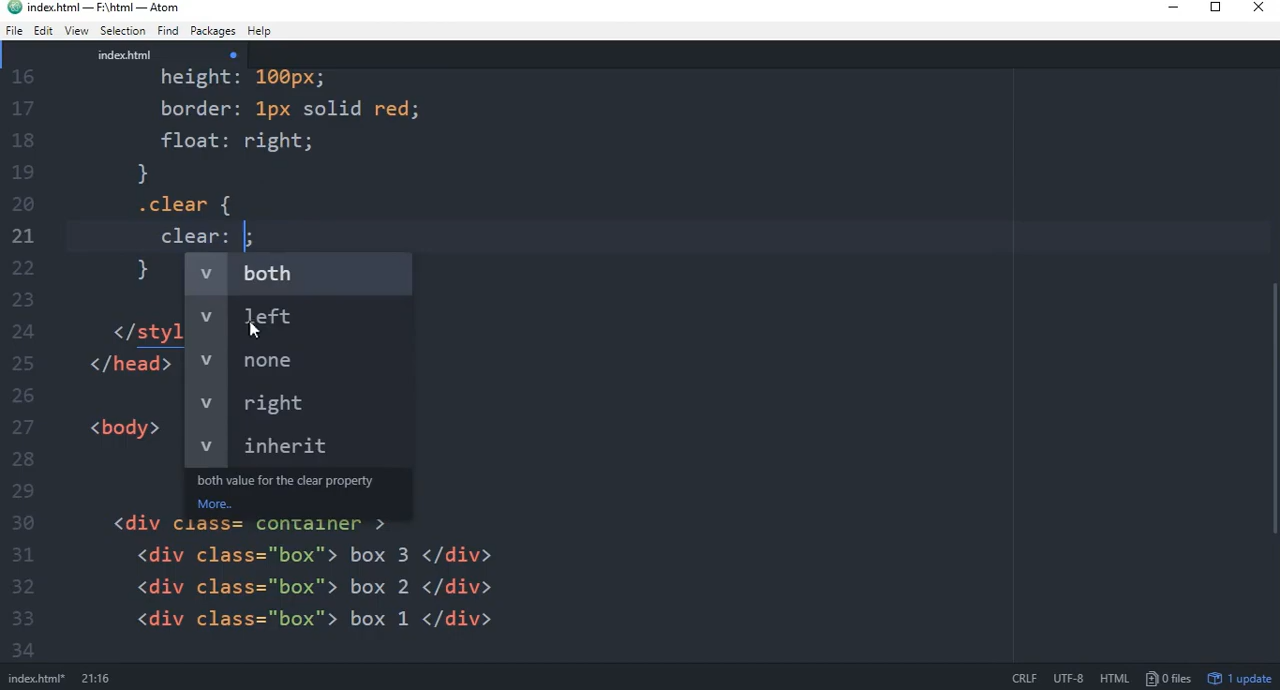 index.html — F:\html — Atom
File Edit View Selection Find Packages Help
index.html
16 height: 100px;
17 border: 1px solid red;
18 float: right;
19 }
20 .clear {
21 clear: ;
22 }
v both
23
v left
24 </styl
v none
25 </head>
v right
26
27 <body>
v inherit
28
both value for the clear property
29
More..
30 <div class="container">
31 <div class="box"> box 3 </div>
32 <div class="box"> box 2 </div>
33 <div class="box"> box 1 </div>
34
index.html* 21:16 CRLF UTF-8 HTML 0 files 1 update